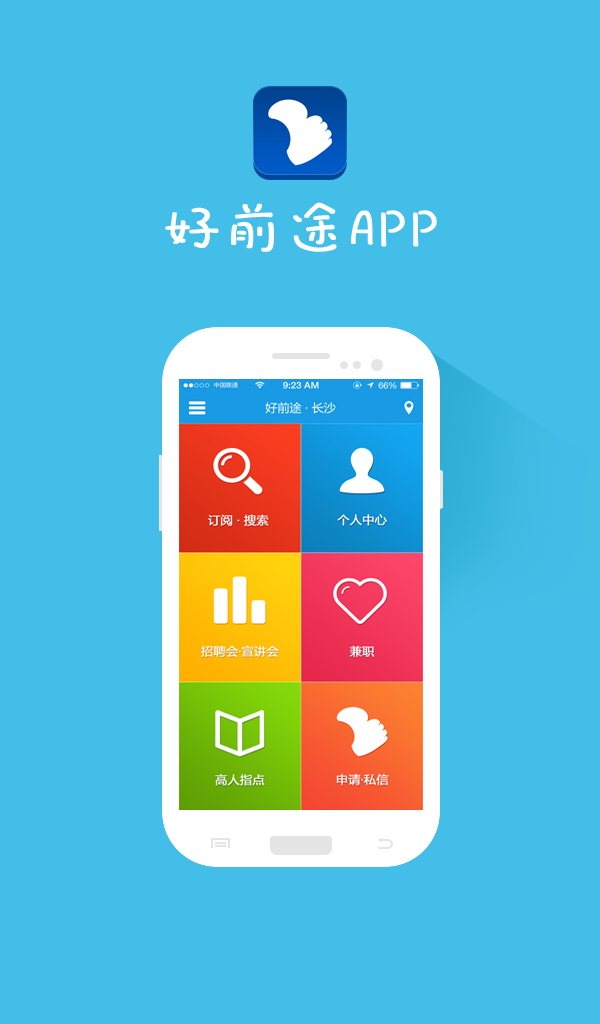 好前途APP
中国联通 9:23 AM 66%
好前途·长沙
订阅·搜索
个人中心
招聘会·宣讲会
兼职
高人指点
申请·私信